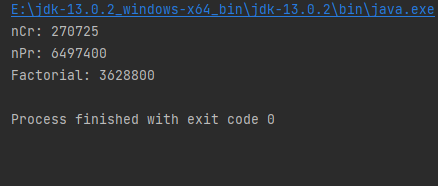 E:\jdk-13.0.2_windows-x64_bin\jdk-13.0.2\bin\java.exe
nCr: 270725
nPr: 6497400
Factorial: 3628800
Process finished with exit code 0